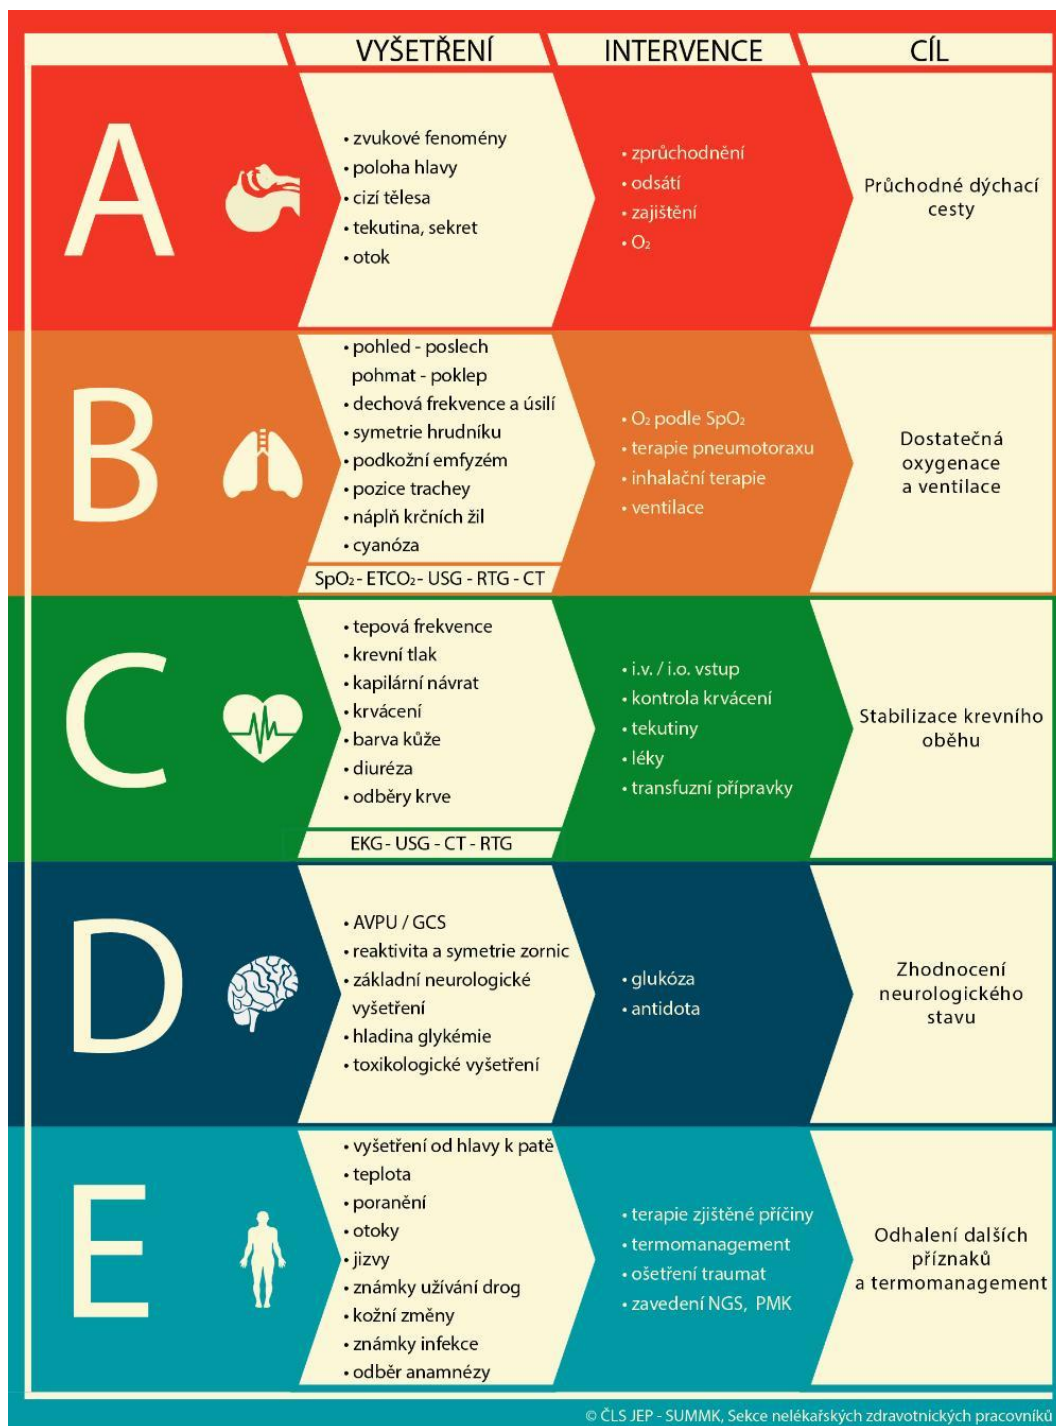 VYŠETŘENÍ
INTERVENCE
CÍL
A
• zvukové fenomény
• poloha hlavy
• cizí tělesa
• tekutina, sekret
• otok
• zprůchodnění
• odsátí
• zajištění
• O₂
Průchodné dýchací
cesty
B
• pohled - poslech
pohmat - poklep
• dechová frekvence a úsilí
• symetrie hrudníku
• podkožní emfyzém
• pozice trachey
• náplň krčních žil
• cyanóza
SpO₂ - ETCO₂ - USG - RTG - CT
• O₂ podle SpO₂
• terapie pneumotoraxu
• inhalační terapie
• ventilace
Dostatečná
oxygenace
a ventilace
C
• tepová frekvence
• krevní tlak
• kapilární návrat
• krvácení
• barva kůže
• diuréza
• odběry krve
EKG - USG - CT - RTG
• i.v. / i.o. vstup
• kontrola krvácení
• tekutiny
• léky
• transfuzní přípravky
Stabilizace krevního
oběhu
D
• AVPU / GCS
• reaktivita a symetrie zornic
• základní neurologické
vyšetření
• hladina glykémie
• toxikologické vyšetření
• glukóza
• antidota
Zhodnocení
neurologického
stavu
E
• vyšetření od hlavy k patě
• teplota
• poranění
• otoky
• jizvy
• známky užívání drog
• kožní změny
• známky infekce
• odběr anamnézy
• terapie zjištěné příčiny
• termomanagement
• ošetření traumat
• zavedení NGS, PMK
Odhalení dalších
příznaků
a termomanagement
© ČLS JEP - SUMMK, Sekce nelékařských zdravotnických pracovníků